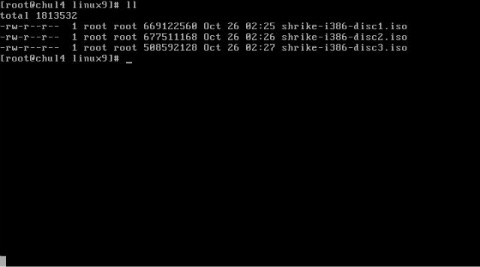 [root@chul4 linux9]# ll
total 1813532
-rw-r--r--  1 root root 669122560 Oct 26 02:25 shrike-i386-disc1.iso
-rw-r--r--  1 root root 677511168 Oct 26 02:26 shrike-i386-disc2.iso
-rw-r--r--  1 root root 508592128 Oct 26 02:27 shrike-i386-disc3.iso
[root@chul4 linux9]# _